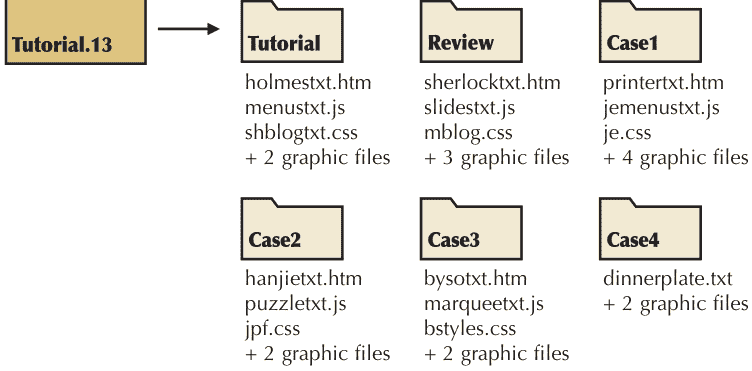 Tutorial.13
Tutorial
holmestxt.htm
menustxt.js
shblogtxt.css
+ 2 graphic files
Review
sherlocktxt.htm
slidestxt.js
mblog.css
+ 3 graphic files
Case1
printertxt.htm
jemenustxt.js
je.css
+ 4 graphic files
Case2
hanjietxt.htm
puzzletxt.js
jpf.css
+ 2 graphic files
Case3
bysotxt.htm
marqueetxt.js
bstyles.css
+ 2 graphic files
Case4
dinnerplate.txt
+ 2 graphic files